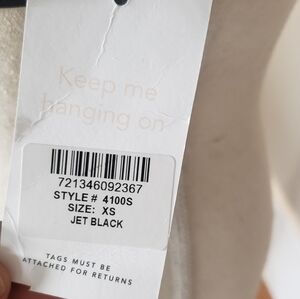 Keep me
hanging on
721346092367
STYLE # 4100S
SIZE: XS
JET BLACK
TAGS MUST BE
ATTACHED FOR RETURNS